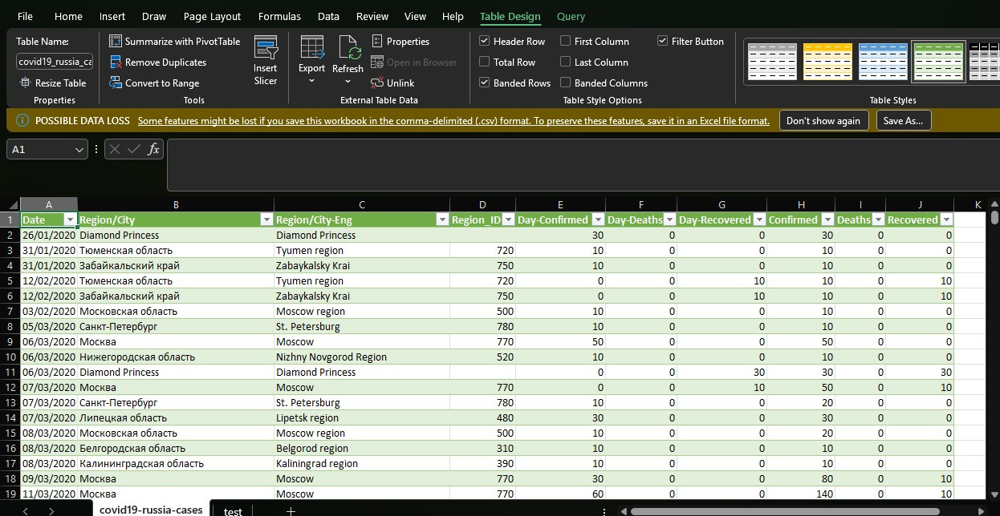 File Home Insert Draw Page Layout Formulas Data Review View Help Table Design Query
Table Name:
covid19_russia_ca
Resize Table
Properties
Summarize with PivotTable
Remove Duplicates
Convert to Range
Tools
Insert
Slicer
Export
Refresh
Properties
Open in Browser
Unlink
External Table Data
Header Row First Column Filter Button
Total Row Last Column
Banded Rows Banded Columns
Table Style Options
Table Styles
POSSIBLE DATA LOSS Some features might be lost if you save this workbook in the comma-delimited (.csv) format. To preserve these features, save it in an Excel file format. Don't show again Save As...
A1 fx
A B C D E F G H I J K
1 Date Region/City Region/City-Eng Region_ID Day-Confirmed Day-Deaths Day-Recovered Confirmed Deaths Recovered
2 26/01/2020 Diamond Princess Diamond Princess 30 0 0 30 0 0
3 31/01/2020 Тюменская область Tyumen region 720 10 0 0 10 0 0
4 31/01/2020 Забайкальский край Zabaykalsky Krai 750 10 0 0 10 0 0
5 12/02/2020 Тюменская область Tyumen region 720 0 0 10 10 0 10
6 12/02/2020 Забайкальский край Zabaykalsky Krai 750 0 0 10 10 0 10
7 03/02/2020 Московская область Moscow region 500 10 0 0 10 0 0
8 05/03/2020 Санкт-Петербург St. Petersburg 780 10 0 0 10 0 0
9 06/03/2020 Москва Moscow 770 50 0 0 50 0 0
10 06/03/2020 Нижегородская область Nizhny Novgorod Region 520 10 0 0 10 0 0
11 06/03/2020 Diamond Princess Diamond Princess 0 0 30 30 0 30
12 07/03/2020 Москва Moscow 770 0 0 10 50 0 10
13 07/03/2020 Санкт-Петербург St. Petersburg 780 10 0 0 20 0 0
14 07/03/2020 Липецкая область Lipetsk region 480 30 0 0 30 0 0
15 08/03/2020 Московская область Moscow region 500 10 0 0 20 0 0
16 08/03/2020 Белгородская область Belgorod region 310 10 0 0 10 0 0
17 08/03/2020 Калининградская область Kaliningrad region 390 10 0 0 10 0 0
18 09/03/2020 Москва Moscow 770 30 0 0 80 0 10
19 11/03/2020 Москва Moscow 770 60 0 0 140 0 10
covid19-russia-cases test